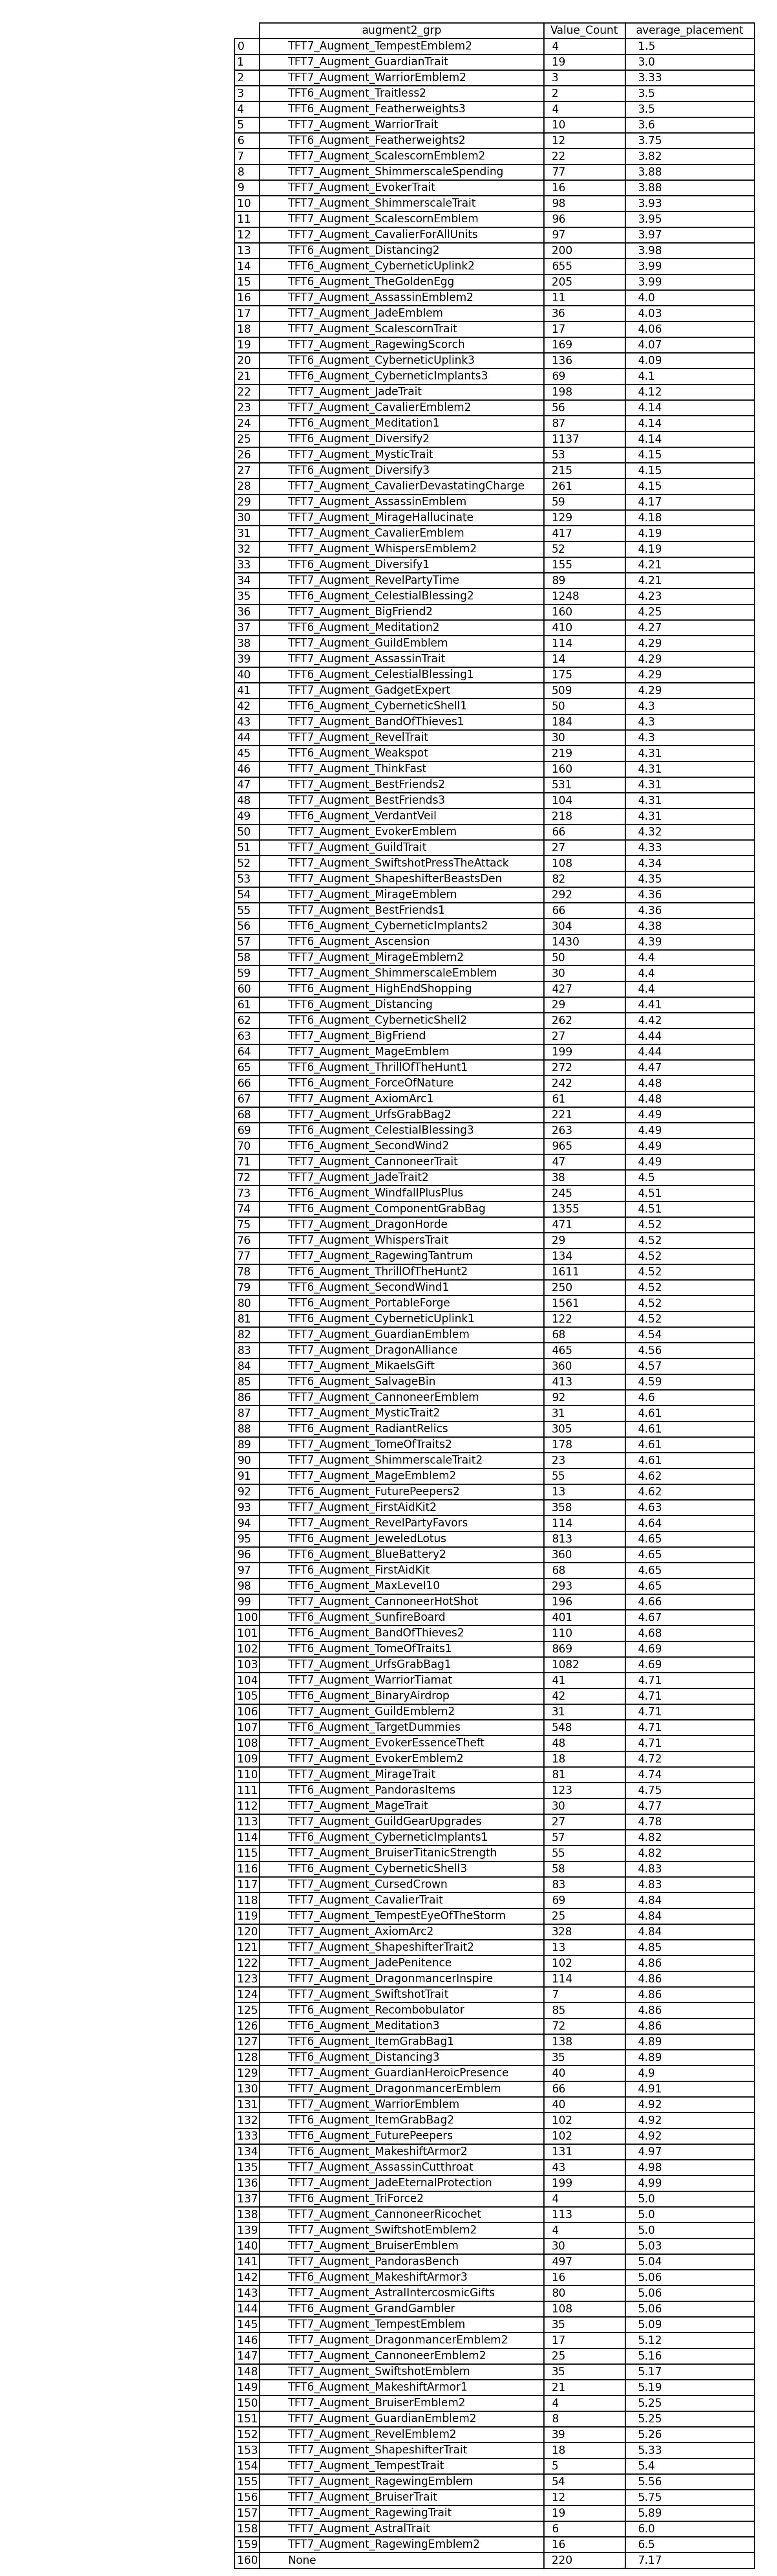 augment2_grp Value_Count average_placement
0 TFT7_Augment_TempestEmblem2 4 1.5
1 TFT7_Augment_GuardianTrait 19 3.0
2 TFT7_Augment_WarriorEmblem2 3 3.33
3 TFT6_Augment_Traitless2 2 3.5
4 TFT6_Augment_Featherweights3 4 3.5
5 TFT7_Augment_WarriorTrait 10 3.6
6 TFT6_Augment_Featherweights2 12 3.75
7 TFT7_Augment_ScalescornEmblem2 22 3.82
8 TFT7_Augment_ShimmerscaleSpending 77 3.88
9 TFT7_Augment_EvokerTrait 16 3.88
10 TFT7_Augment_ShimmerscaleTrait 98 3.93
11 TFT7_Augment_ScalescornEmblem 96 3.95
12 TFT7_Augment_CavalierForAllUnits 97 3.97
13 TFT6_Augment_Distancing2 200 3.98
14 TFT6_Augment_CyberneticUplink2 655 3.99
15 TFT6_Augment_TheGoldenEgg 205 3.99
16 TFT7_Augment_AssassinEmblem2 11 4.0
17 TFT7_Augment_JadeEmblem 36 4.03
18 TFT7_Augment_ScalescornTrait 17 4.06
19 TFT7_Augment_RagewingScorch 169 4.07
20 TFT6_Augment_CyberneticUplink3 136 4.09
21 TFT6_Augment_CyberneticImplants3 69 4.1
22 TFT7_Augment_JadeTrait 198 4.12
23 TFT7_Augment_CavalierEmblem2 56 4.14
24 TFT6_Augment_Meditation1 87 4.14
25 TFT6_Augment_Diversify2 1137 4.14
26 TFT7_Augment_MysticTrait 53 4.15
27 TFT6_Augment_Diversify3 215 4.15
28 TFT7_Augment_CavalierDevastatingCharge 261 4.15
29 TFT7_Augment_AssassinEmblem 59 4.17
30 TFT7_Augment_MirageHallucinate 129 4.18
31 TFT7_Augment_CavalierEmblem 417 4.19
32 TFT7_Augment_WhispersEmblem2 52 4.19
33 TFT6_Augment_Diversify1 155 4.21
34 TFT7_Augment_RevelPartyTime 89 4.21
35 TFT6_Augment_CelestialBlessing2 1248 4.23
36 TFT7_Augment_BigFriend2 160 4.25
37 TFT6_Augment_Meditation2 410 4.27
38 TFT7_Augment_GuildEmblem 114 4.29
39 TFT7_Augment_AssassinTrait 14 4.29
40 TFT6_Augment_CelestialBlessing1 175 4.29
41 TFT7_Augment_GadgetExpert 509 4.29
42 TFT6_Augment_CyberneticShell1 50 4.3
43 TFT7_Augment_BandOfThieves1 184 4.3
44 TFT7_Augment_RevelTrait 30 4.3
45 TFT6_Augment_Weakspot 219 4.31
46 TFT7_Augment_ThinkFast 160 4.31
47 TFT7_Augment_BestFriends2 531 4.31
48 TFT7_Augment_BestFriends3 104 4.31
49 TFT6_Augment_VerdantVeil 218 4.31
50 TFT7_Augment_EvokerEmblem 66 4.32
51 TFT7_Augment_GuildTrait 27 4.33
52 TFT7_Augment_SwiftshotPressTheAttack 108 4.34
53 TFT7_Augment_ShapeshifterBeastsDen 82 4.35
54 TFT7_Augment_MirageEmblem 292 4.36
55 TFT7_Augment_BestFriends1 66 4.36
56 TFT6_Augment_CyberneticImplants2 304 4.38
57 TFT6_Augment_Ascension 1430 4.39
58 TFT7_Augment_MirageEmblem2 50 4.4
59 TFT7_Augment_ShimmerscaleEmblem 30 4.4
60 TFT6_Augment_HighEndShopping 427 4.4
61 TFT6_Augment_Distancing 29 4.41
62 TFT6_Augment_CyberneticShell2 262 4.42
63 TFT7_Augment_BigFriend 27 4.44
64 TFT7_Augment_MageEmblem 199 4.44
65 TFT6_Augment_ThrillOfTheHunt1 272 4.47
66 TFT6_Augment_ForceOfNature 242 4.48
67 TFT7_Augment_AxiomArc1 61 4.48
68 TFT7_Augment_UrfsGrabBag2 221 4.49
69 TFT6_Augment_CelestialBlessing3 263 4.49
70 TFT6_Augment_SecondWind2 965 4.49
71 TFT7_Augment_CannoneerTrait 47 4.49
72 TFT7_Augment_JadeTrait2 38 4.5
73 TFT6_Augment_WindfallPlusPlus 245 4.51
74 TFT6_Augment_ComponentGrabBag 1355 4.51
75 TFT7_Augment_DragonHorde 471 4.52
76 TFT7_Augment_WhispersTrait 29 4.52
77 TFT7_Augment_RagewingTantrum 134 4.52
78 TFT6_Augment_ThrillOfTheHunt2 1611 4.52
79 TFT6_Augment_SecondWind1 250 4.52
80 TFT6_Augment_PortableForge 1561 4.52
81 TFT6_Augment_CyberneticUplink1 122 4.52
82 TFT7_Augment_GuardianEmblem 68 4.54
83 TFT7_Augment_DragonAlliance 465 4.56
84 TFT7_Augment_MikaelsGift 360 4.57
85 TFT6_Augment_SalvageBin 413 4.59
86 TFT7_Augment_CannoneerEmblem 92 4.6
87 TFT7_Augment_MysticTrait2 31 4.61
88 TFT6_Augment_RadiantRelics 305 4.61
89 TFT7_Augment_TomeOfTraits2 178 4.61
90 TFT7_Augment_ShimmerscaleTrait2 23 4.61
91 TFT7_Augment_MageEmblem2 55 4.62
92 TFT6_Augment_FuturePeepers2 13 4.62
93 TFT7_Augment_FirstAidKit2 358 4.63
94 TFT7_Augment_RevelPartyFavors 114 4.64
95 TFT6_Augment_JeweledLotus 813 4.65
96 TFT6_Augment_BlueBattery2 360 4.65
97 TFT6_Augment_FirstAidKit 68 4.65
98 TFT6_Augment_MaxLevel10 293 4.65
99 TFT7_Augment_CannoneerHotShot 196 4.66
100 TFT6_Augment_SunfireBoard 401 4.67
101 TFT7_Augment_BandOfThieves2 110 4.68
102 TFT6_Augment_TomeOfTraits1 869 4.69
103 TFT7_Augment_UrfsGrabBag1 1082 4.69
104 TFT7_Augment_WarriorTiamat 41 4.71
105 TFT6_Augment_BinaryAirdrop 42 4.71
106 TFT7_Augment_GuildEmblem2 31 4.71
107 TFT6_Augment_TargetDummies 548 4.71
108 TFT7_Augment_EvokerEssenceTheft 48 4.71
109 TFT7_Augment_EvokerEmblem2 18 4.72
110 TFT7_Augment_MirageTrait 81 4.74
111 TFT6_Augment_PandorasItems 123 4.75
112 TFT7_Augment_MageTrait 30 4.77
113 TFT7_Augment_GuildGearUpgrades 27 4.78
114 TFT6_Augment_CyberneticImplants1 57 4.82
115 TFT7_Augment_BruiserTitanicStrength 55 4.82
116 TFT6_Augment_CyberneticShell3 58 4.83
117 TFT7_Augment_CursedCrown 83 4.83
118 TFT7_Augment_CavalierTrait 69 4.84
119 TFT7_Augment_TempestEyeOfTheStorm 25 4.84
120 TFT7_Augment_AxiomArc2 328 4.84
121 TFT7_Augment_ShapeshifterTrait2 13 4.85
122 TFT7_Augment_JadePenitence 102 4.86
123 TFT7_Augment_DragonmancerInspire 114 4.86
124 TFT7_Augment_SwiftshotTrait 7 4.86
125 TFT6_Augment_Recombobulator 85 4.86
126 TFT6_Augment_Meditation3 72 4.86
127 TFT6_Augment_ItemGrabBag1 138 4.89
128 TFT6_Augment_Distancing3 35 4.89
129 TFT7_Augment_GuardianHeroicPresence 40 4.9
130 TFT7_Augment_DragonmancerEmblem 66 4.91
131 TFT7_Augment_WarriorEmblem 40 4.92
132 TFT6_Augment_ItemGrabBag2 102 4.92
133 TFT6_Augment_FuturePeepers 102 4.92
134 TFT6_Augment_MakeshiftArmor2 131 4.97
135 TFT7_Augment_AssassinCutthroat 43 4.98
136 TFT7_Augment_JadeEternalProtection 199 4.99
137 TFT6_Augment_TriForce2 4 5.0
138 TFT7_Augment_CannoneerRicochet 113 5.0
139 TFT7_Augment_SwiftshotEmblem2 4 5.0
140 TFT7_Augment_BruiserEmblem 30 5.03
141 TFT7_Augment_PandorasBench 497 5.04
142 TFT6_Augment_MakeshiftArmor3 16 5.06
143 TFT7_Augment_AstralIntercosmicGifts 80 5.06
144 TFT6_Augment_GrandGambler 108 5.06
145 TFT7_Augment_TempestEmblem 35 5.09
146 TFT7_Augment_DragonmancerEmblem2 17 5.12
147 TFT7_Augment_CannoneerEmblem2 25 5.16
148 TFT7_Augment_SwiftshotEmblem 35 5.17
149 TFT6_Augment_MakeshiftArmor1 21 5.19
150 TFT7_Augment_BruiserEmblem2 4 5.25
151 TFT7_Augment_GuardianEmblem2 8 5.25
152 TFT7_Augment_RevelEmblem2 39 5.26
153 TFT7_Augment_ShapeshifterTrait 18 5.33
154 TFT7_Augment_TempestTrait 5 5.4
155 TFT7_Augment_RagewingEmblem 54 5.56
156 TFT7_Augment_BruiserTrait 12 5.75
157 TFT7_Augment_RagewingTrait 19 5.89
158 TFT7_Augment_AstralTrait 6 6.0
159 TFT7_Augment_RagewingEmblem2 16 6.5
160 None 220 7.17